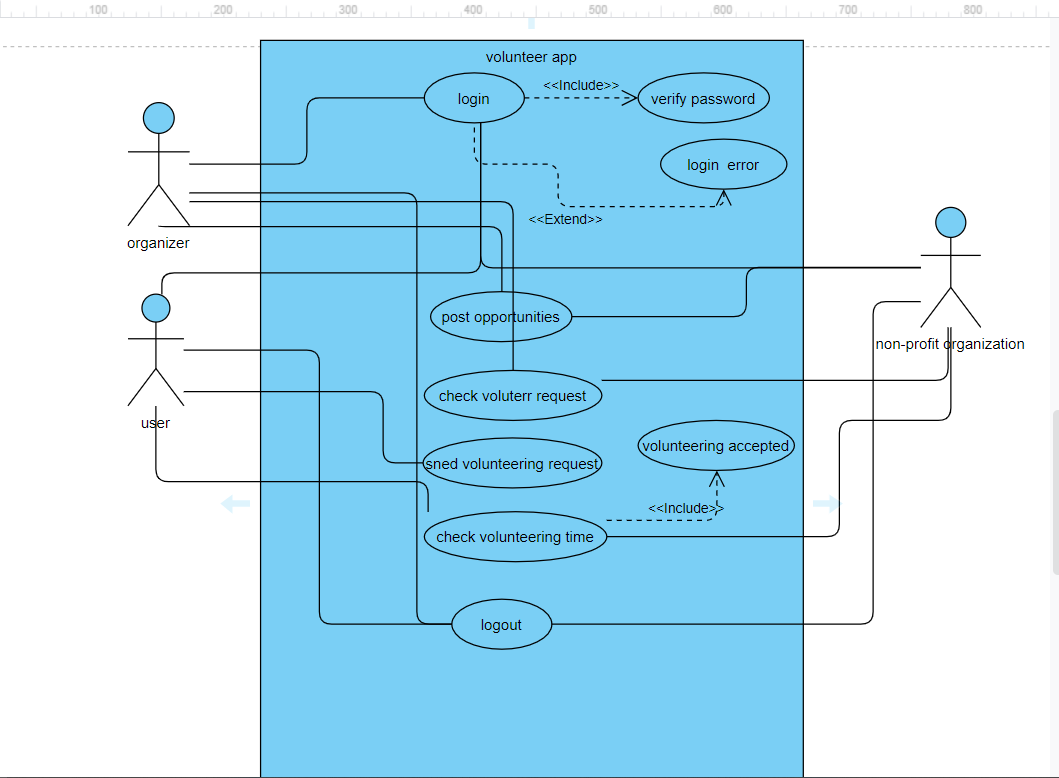 100 200 300 400 500 600 700 800
volunteer app
<<Include>>
login
verify password
login  error
<<Extend>>
organizer
post opportunities
non-profit organization
check voluterr request
user
volunteering accepted
sned volunteering request
<<Include>>
check volunteering time
logout